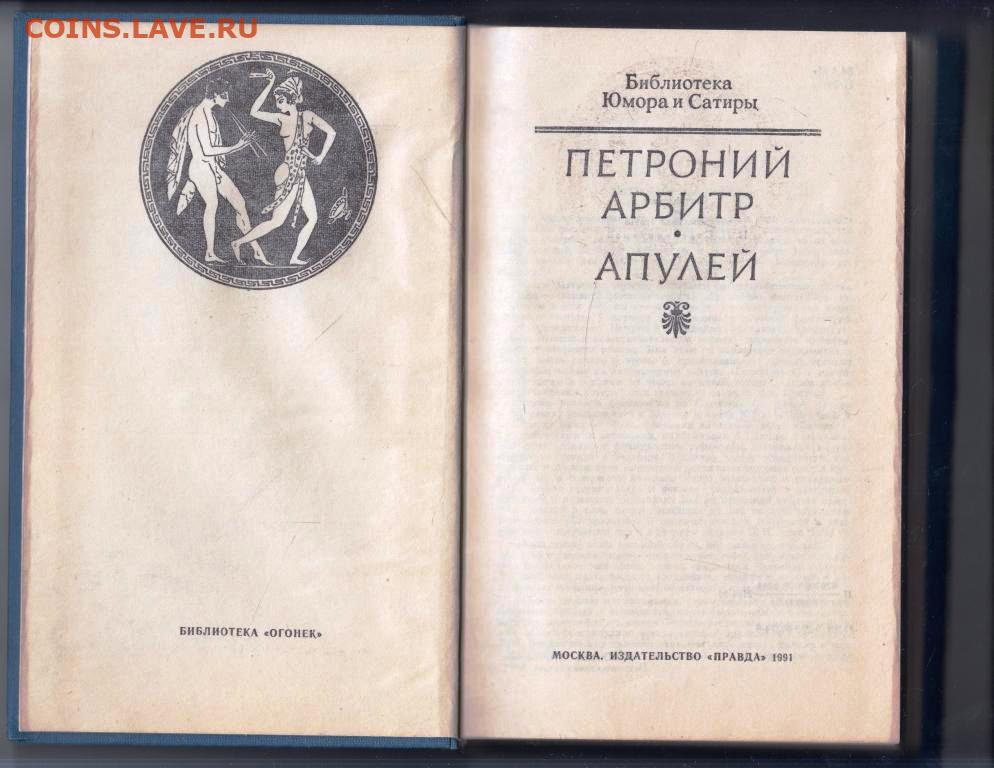 COINS.LAVE.RU
БИБЛИОТЕКА «ОГОНЕК»
Библиотека
Юмора и Сатиры
ПЕТРОНИЙ
АРБИТР
•
АПУЛЕЙ
МОСКВА. ИЗДАТЕЛЬСТВО «ПРАВДА» 1991